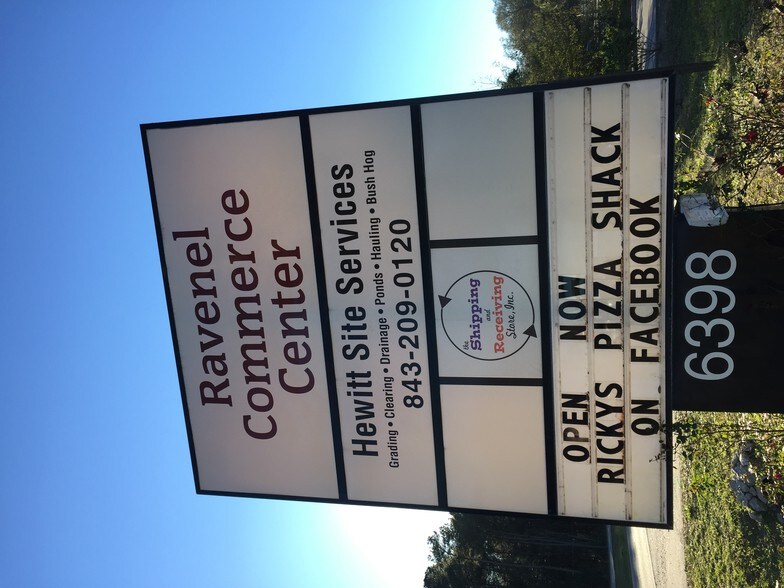 Ravenel
Commerce
Center
Hewitt Site Services
Grading • Clearing • Drainage • Ponds • Hauling • Bush Hog
843-209-0120
the
Shipping
and
Receiving
Store, Inc.
OPEN NOW
RICKYS PIZZA SHACK
ON FACEBOOK
6398